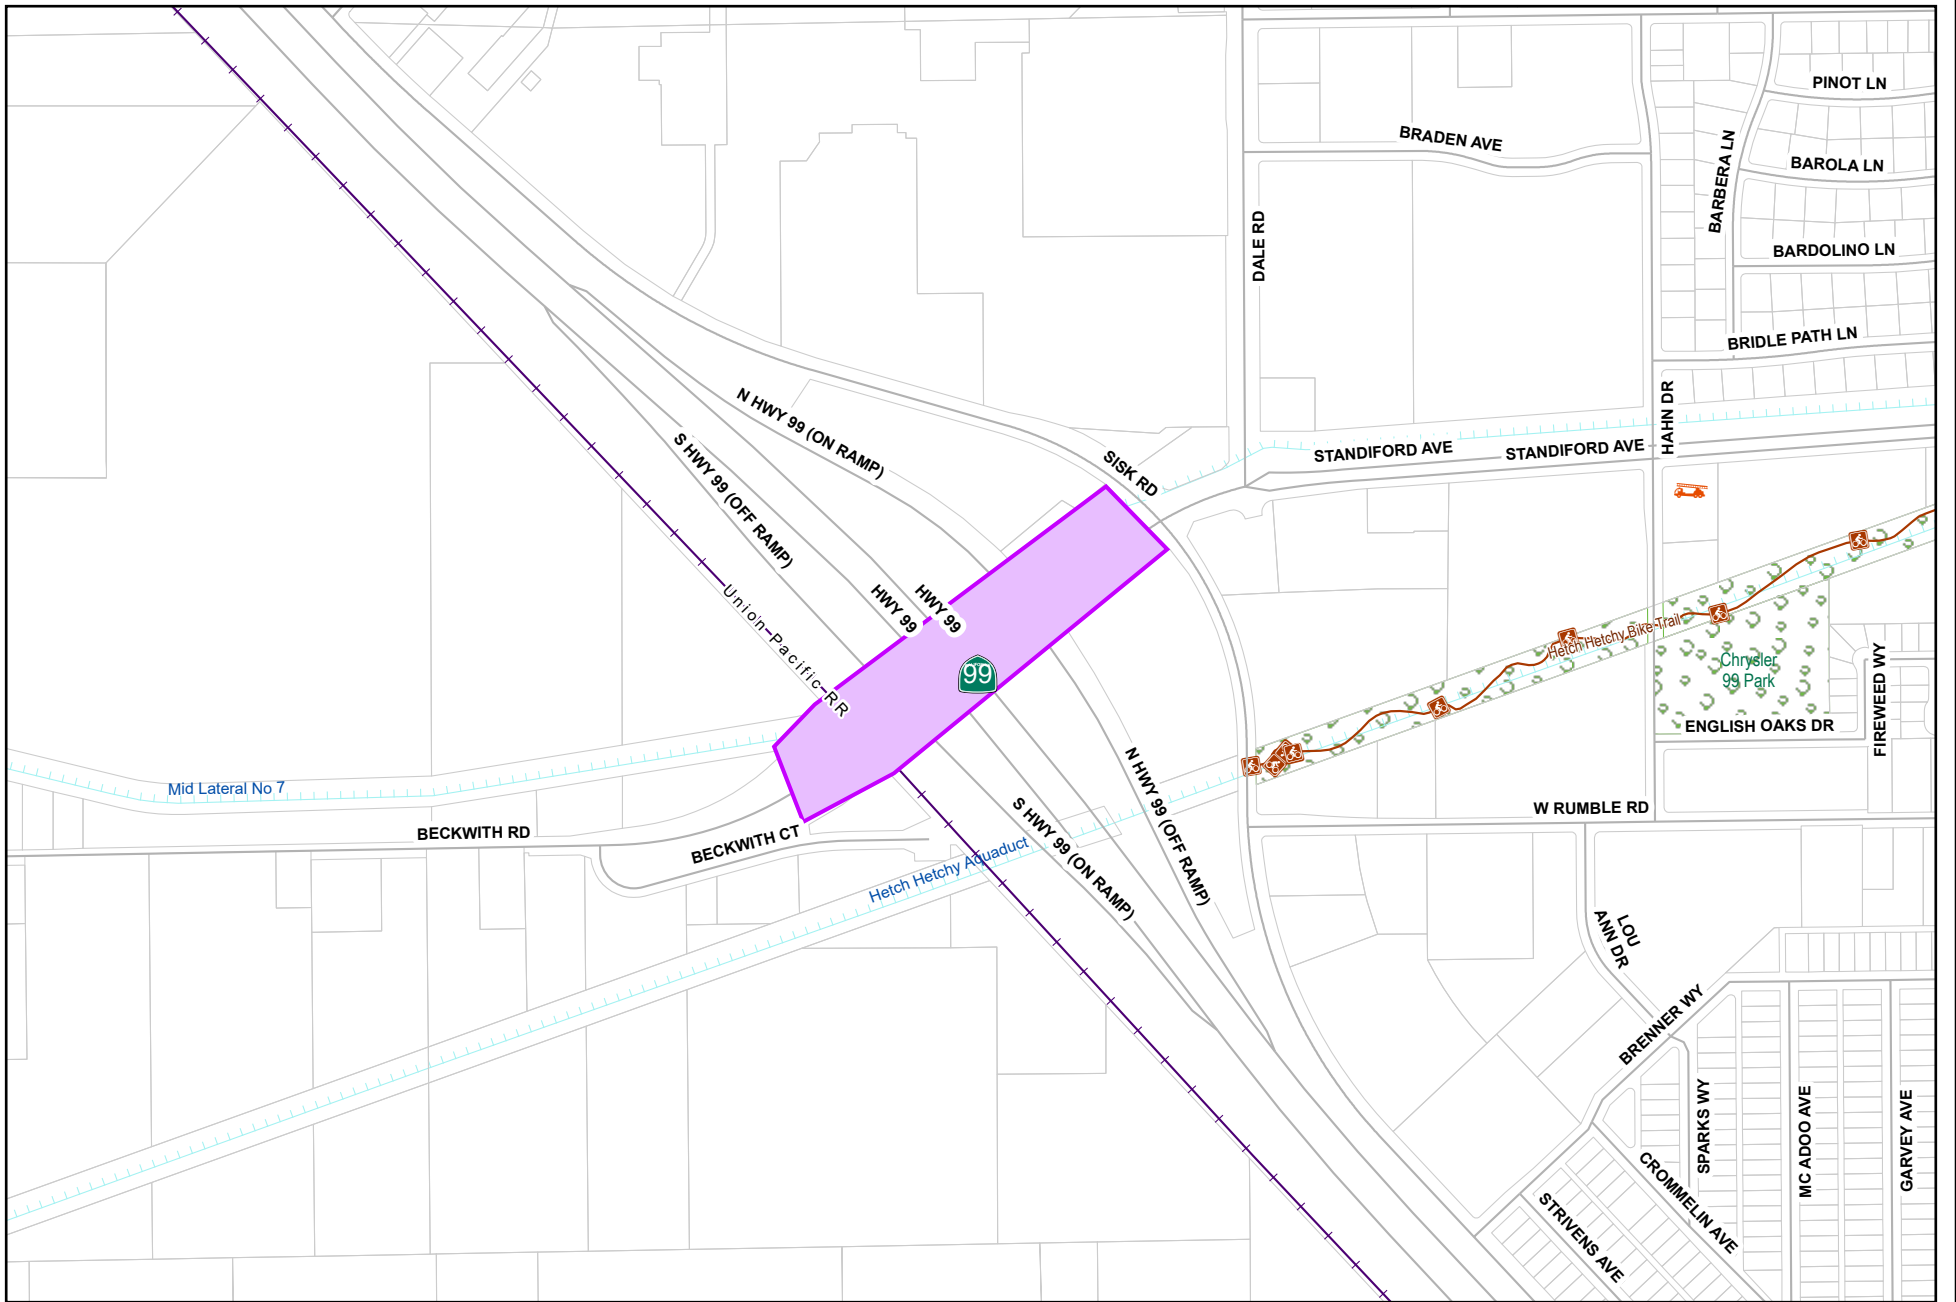 PINOT LN
BRADEN AVE
BARBERA LN
BAROLA LN
DALE RD
BARDOLINO LN
BRIDLE PATH LN
N HWY 99 (ON RAMP)
HAHN DR
S HWY 99 (OFF RAMP)
SISK RD
STANDIFORD AVE
STANDIFORD AVE
Union Pacific RR
HWY 99
HWY 99
99
Hetch Hetchy Bike Trail
Chrysler
99 Park
FIREWEED WY
ENGLISH OAKS DR
Mid Lateral No 7
BECKWITH RD
BECKWITH CT
N HWY 99 (OFF RAMP)
S HWY 99 (ON RAMP)
W RUMBLE RD
Hetch Hetchy Aquaduct
LOU
ANN DR
BRENNER WY
SPARKS WY
MC ADOO AVE
GARVEY AVE
CROMMELIN AVE
STRIVENS AVE